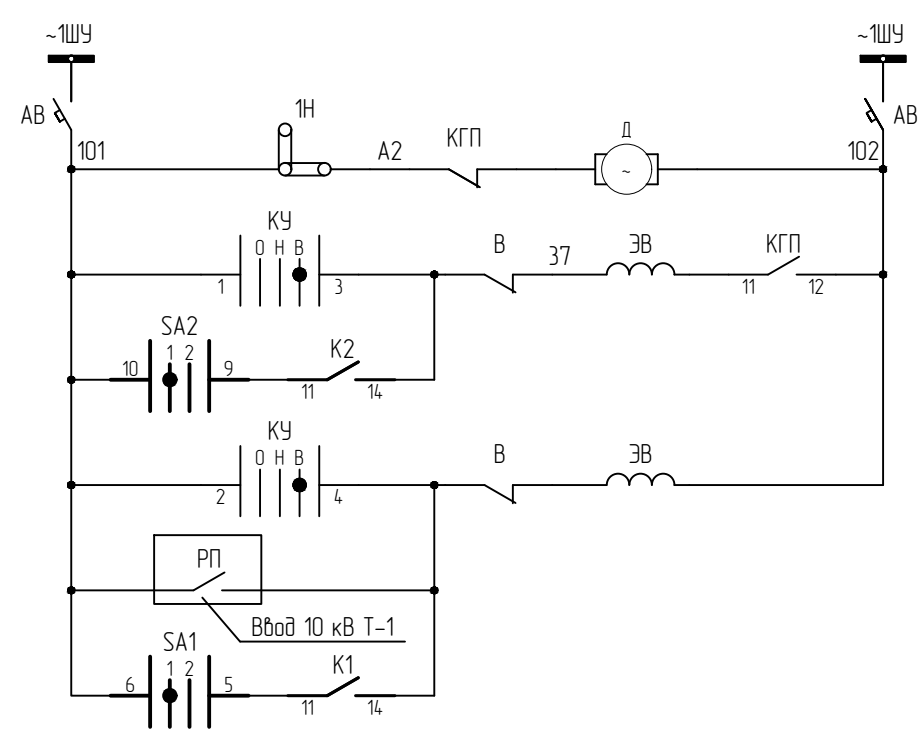 ~1ШУ ~1ШУ
АВ АВ
1Н
101 А2 КГП Д 102
~
КУ В 37 ЭВ КГП
О Н В
1 3 11 12
SA2
1 2 К2
10 9
11 14
КУ В ЭВ
О Н В
2 4
РП
Ввод 10 кВ Т-1
SA1
1 2 К1
6 5
11 14